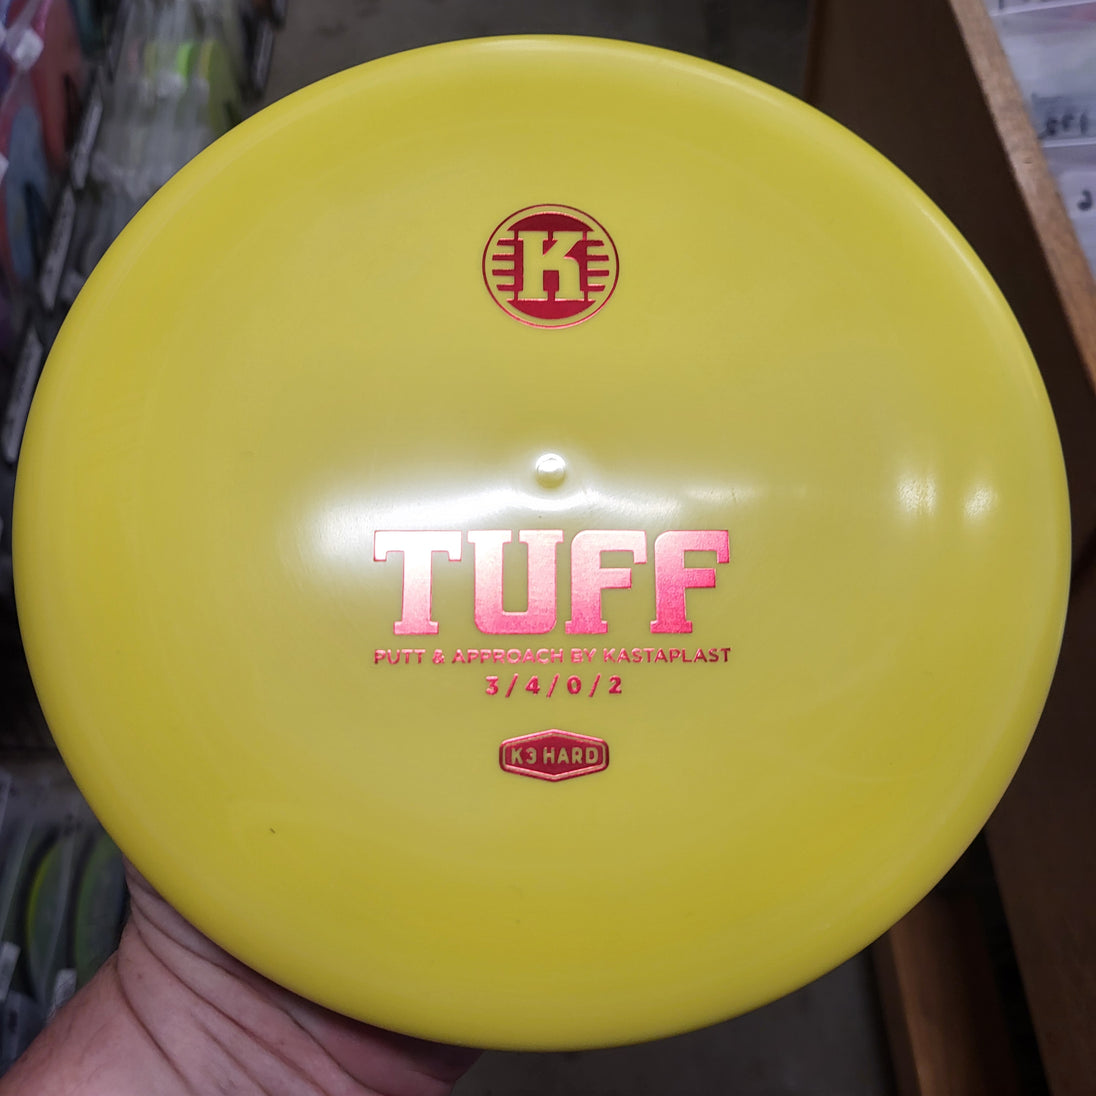 K
TUFF
PUTT & APPROACH BY KASTAPLAST
3 / 4 / 0 / 2
K3 HARD